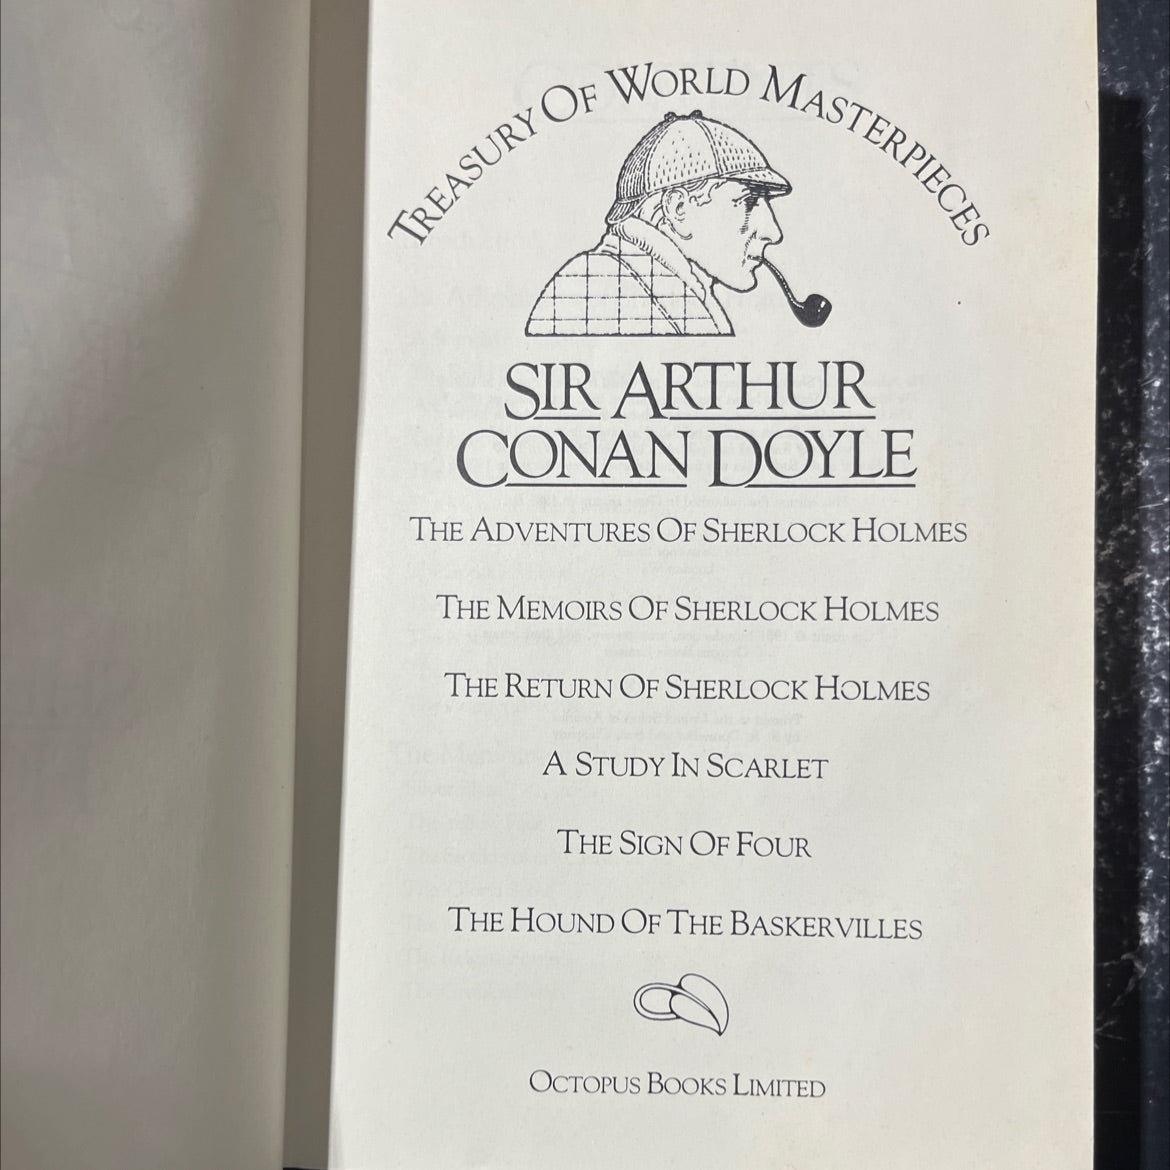 TREASURY OF WORLD MASTERPIECES
SIR ARTHUR
CONAN DOYLE
THE ADVENTURES OF SHERLOCK HOLMES
THE MEMOIRS OF SHERLOCK HOLMES
THE RETURN OF SHERLOCK HOLMES
A STUDY IN SCARLET
THE SIGN OF FOUR
THE HOUND OF THE BASKERVILLES
OCTOPUS BOOKS LIMITED